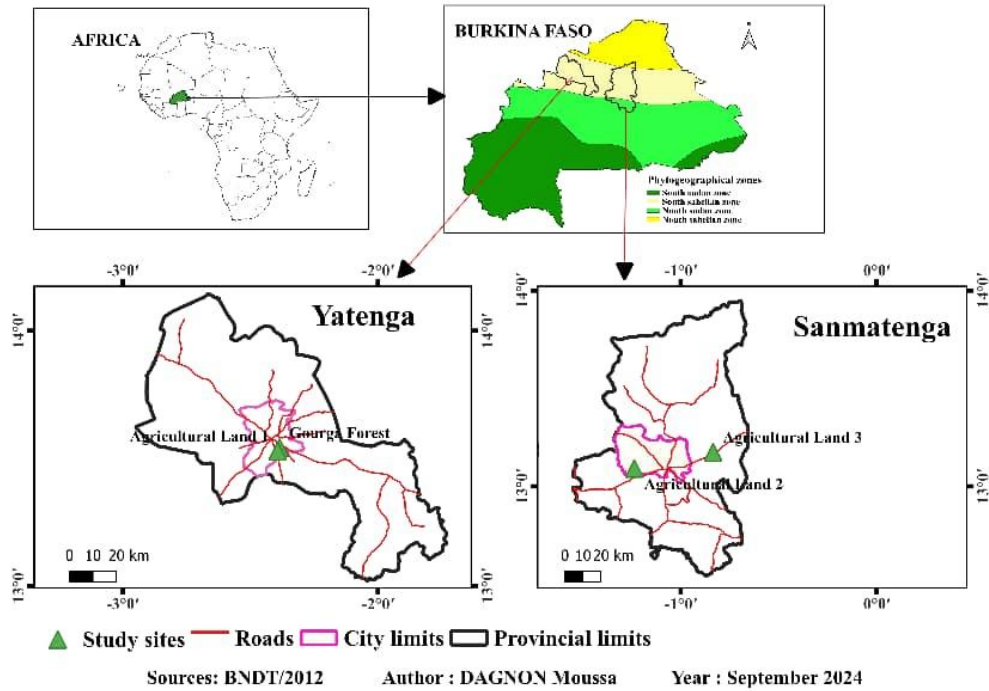 AFRICA
BURKINA FASO
Phytogeographical zones
South sudan zone
South sahelian zone
North sudan zone
North sahelian zone
-3°0′ -2°0′
-1°0′ 0°0′
14°0′
14°0′
14°0′
14°0′
Yatenga
Sanmatenga
Agricultural Land 1
Gourga Forest
Agricultural Land 3
Agricultural Land 2
13°0′
13°0′
13°0′
13°0′
0 10 20 km
0 1020 km
-3°0′ -2°0′
-1°0′ 0°0′
Study sites Roads City limits Provincial limits
Sources: BNDT/2012 Author : DAGNON Moussa Year : September 2024